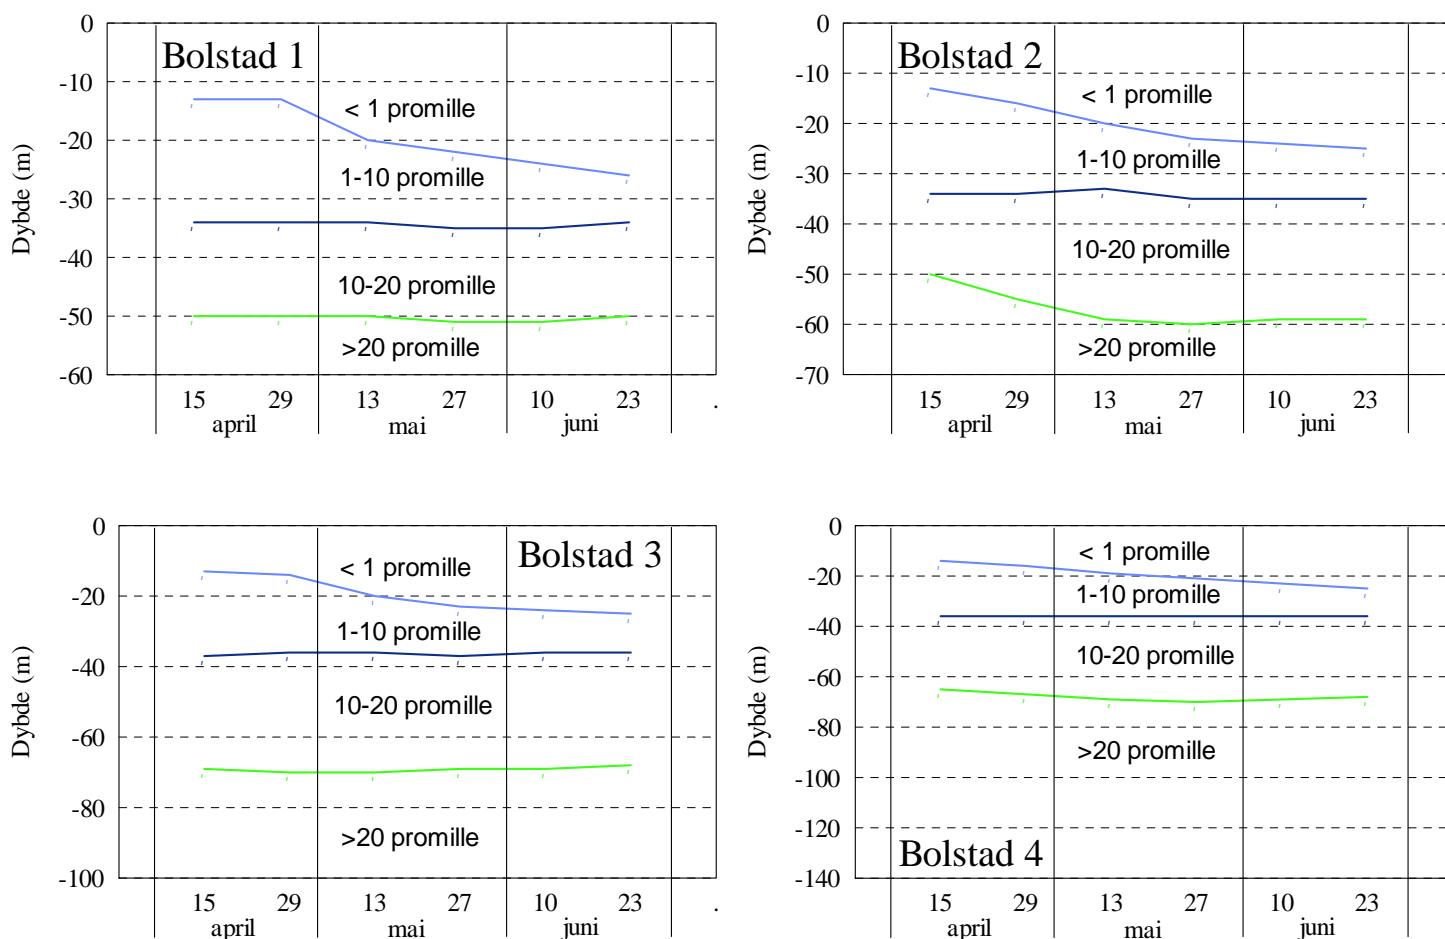 Bolstad 1
Dybde (m)
0
-10
-20
-30
-40
-50
-60
< 1 promille
1-10 promille
10-20 promille
>20 promille
15 29 13 27 10 23 .
april mai juni
Bolstad 2
Dybde (m)
0
-10
-20
-30
-40
-50
-60
-70
< 1 promille
1-10 promille
10-20 promille
>20 promille
15 29 13 27 10 23
april mai juni
Bolstad 3
Dybde (m)
0
-20
-40
-60
-80
-100
< 1 promille
1-10 promille
10-20 promille
>20 promille
15 29 13 27 10 23 .
april mai juni
Dybde (m)
0
-20
-40
-60
-80
-100
-120
-140
< 1 promille
1-10 promille
10-20 promille
>20 promille
Bolstad 4
15 29 13 27 10 23
april mai juni